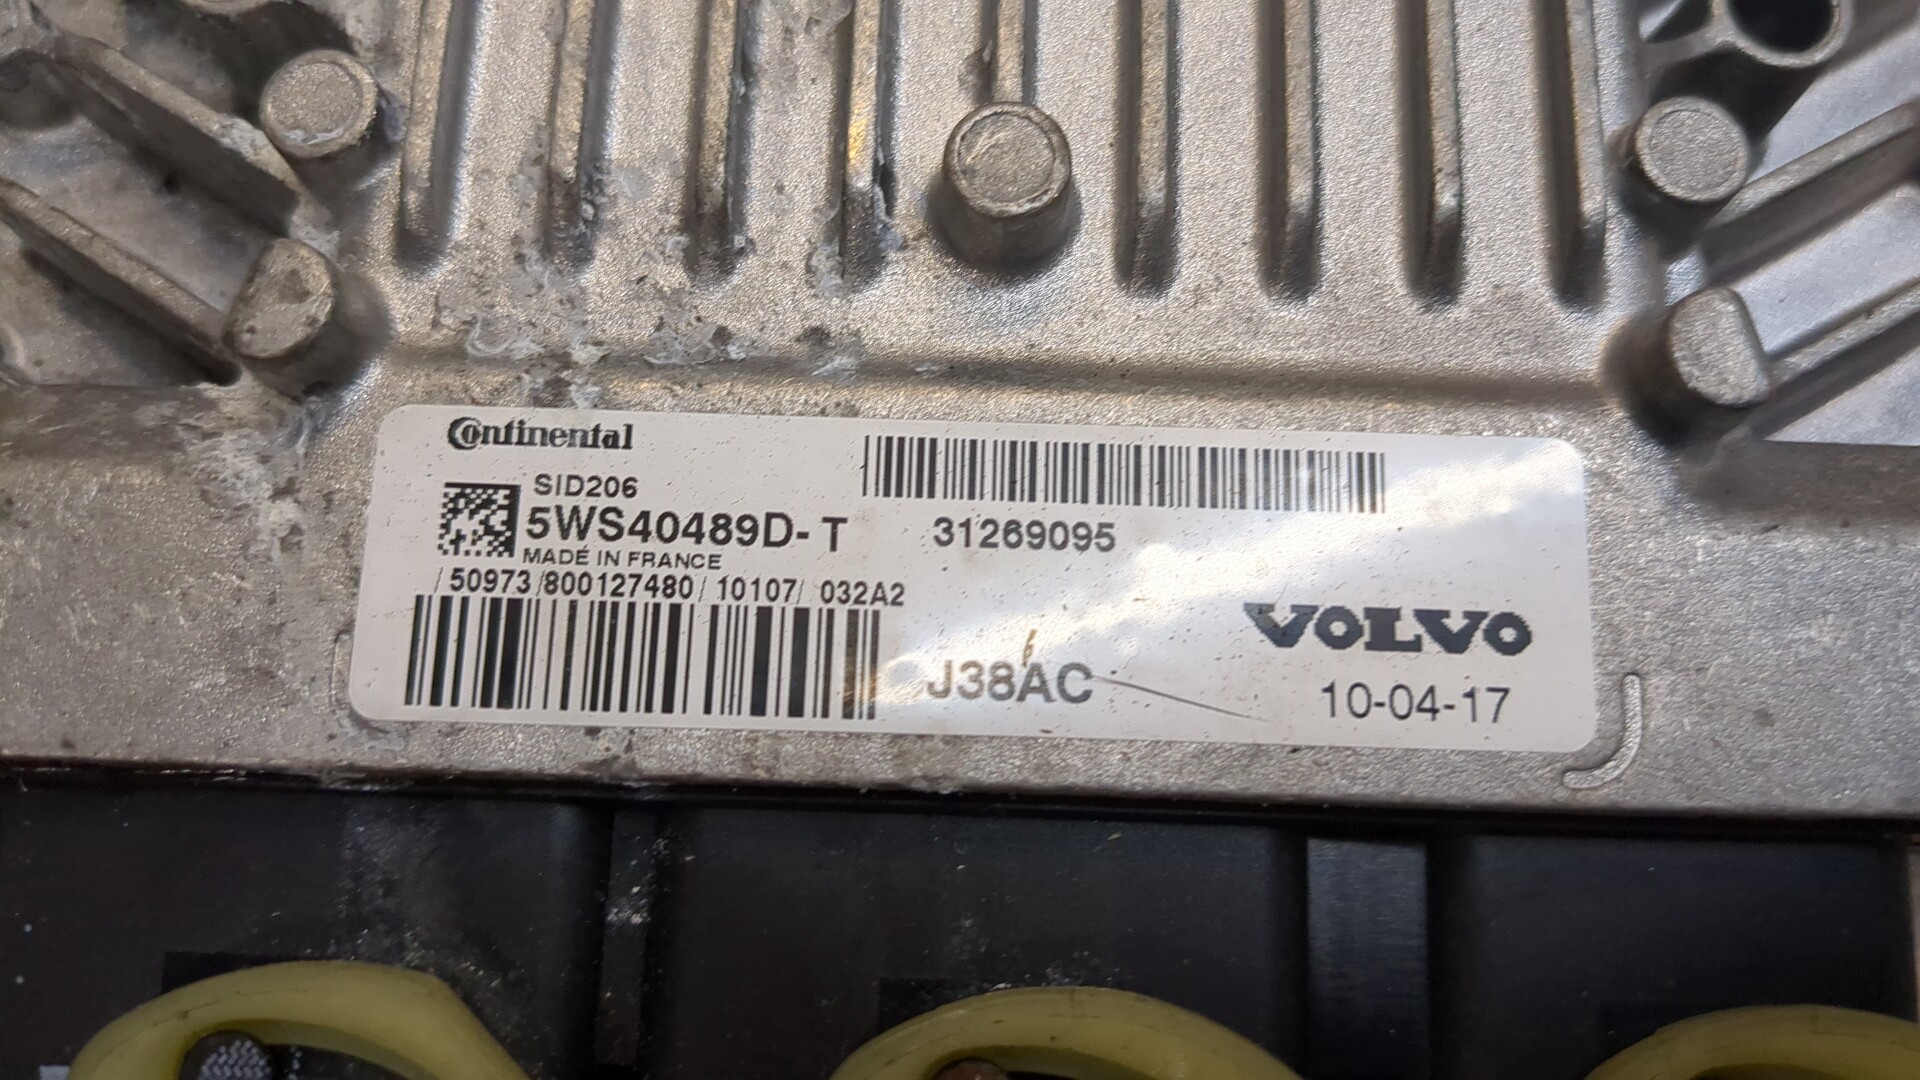 Continental
SID206
5WS40489D-T
31269095
MADE IN FRANCE
/50973/800127480/10107/ 032A2
J38AC
VOLVO
10-04-17